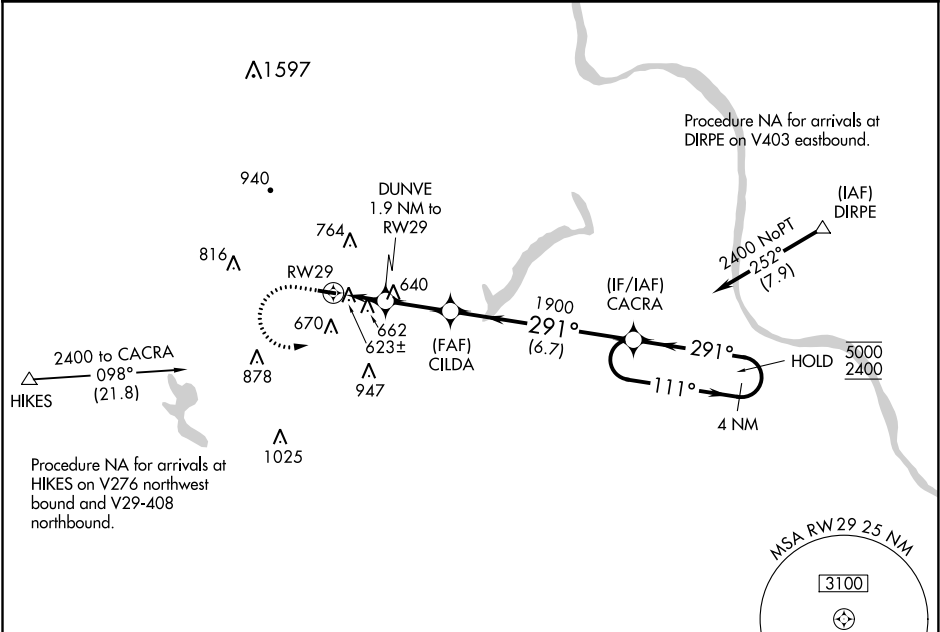 1597
Procedure NA for arrivals at
DIRPE on V403 eastbound.
940
DUNVE
1.9 NM to
RW29
(IAF)
DIRPE
764
816
2400 NoPT
252°
(7.9)
RW29
640
(IF/IAF)
CACRA
1900
291°
(6.7)
670
662
623±
(FAF)
CILDA
291°
HOLD
5000
2400
2400 to CACRA
098°
(21.8)
HIKES
878
947
111°
4 NM
1025
Procedure NA for arrivals at
HIKES on V276 northwest
bound and V29-408
northbound.
MSA RW29 25 NM
3100